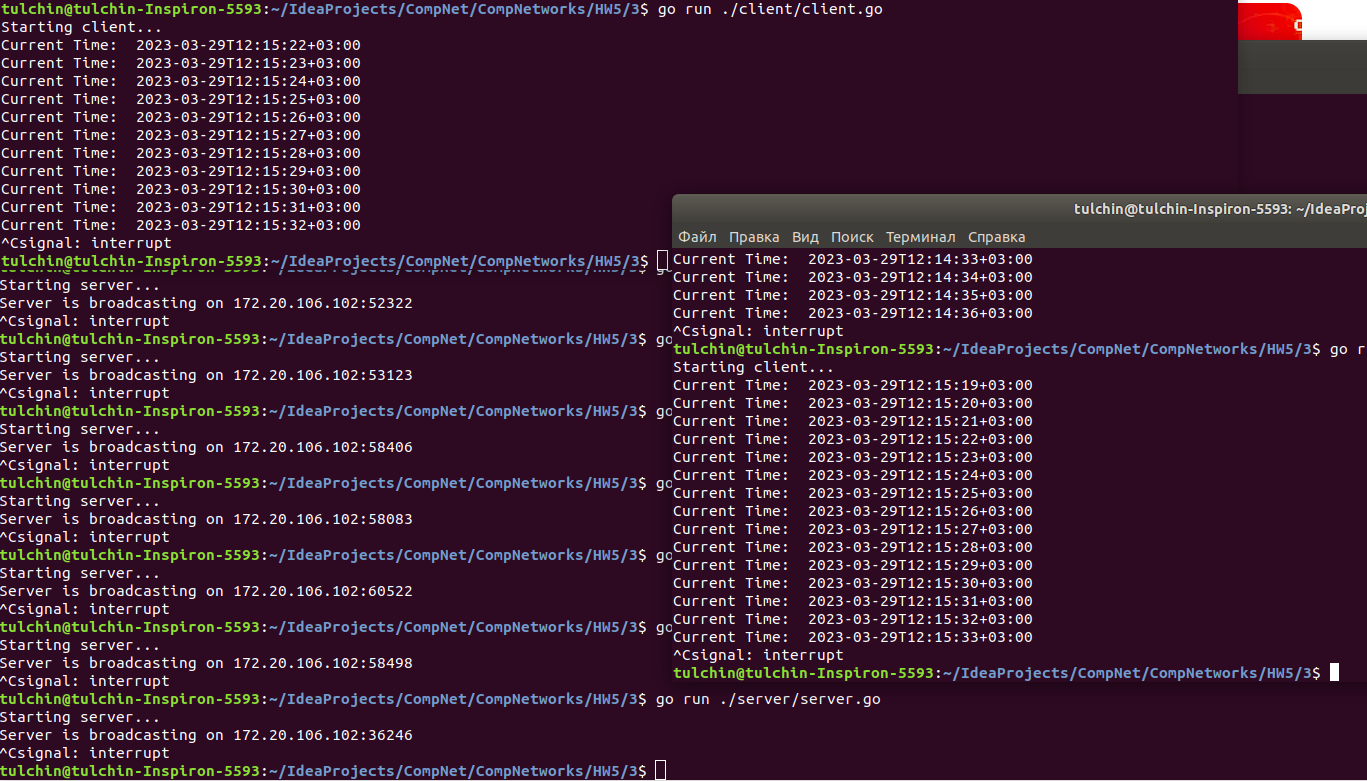 tulchin@tulchin-Inspiron-5593:~/IdeaProjects/CompNet/CompNetworks/HW5/3$ go run ./client/client.go
Starting client...
Current Time:  2023-03-29T12:15:22+03:00
Current Time:  2023-03-29T12:15:23+03:00
Current Time:  2023-03-29T12:15:24+03:00
Current Time:  2023-03-29T12:15:25+03:00
Current Time:  2023-03-29T12:15:26+03:00
Current Time:  2023-03-29T12:15:27+03:00
Current Time:  2023-03-29T12:15:28+03:00
Current Time:  2023-03-29T12:15:29+03:00
Current Time:  2023-03-29T12:15:30+03:00
Current Time:  2023-03-29T12:15:31+03:00
Current Time:  2023-03-29T12:15:32+03:00
^Csignal: interrupt
tulchin@tulchin-Inspiron-5593:~/IdeaProjects/CompNet/CompNetworks/HW5/3$
Starting server...
Server is broadcasting on 172.20.106.102:52322
^Csignal: interrupt
tulchin@tulchin-Inspiron-5593:~/IdeaProjects/CompNet/CompNetworks/HW5/3$ go
Starting server...
Server is broadcasting on 172.20.106.102:53123
^Csignal: interrupt
tulchin@tulchin-Inspiron-5593:~/IdeaProjects/CompNet/CompNetworks/HW5/3$ go
Starting server...
Server is broadcasting on 172.20.106.102:58406
^Csignal: interrupt
tulchin@tulchin-Inspiron-5593:~/IdeaProjects/CompNet/CompNetworks/HW5/3$ go
Starting server...
Server is broadcasting on 172.20.106.102:58083
^Csignal: interrupt
tulchin@tulchin-Inspiron-5593:~/IdeaProjects/CompNet/CompNetworks/HW5/3$ go
Starting server...
Server is broadcasting on 172.20.106.102:60522
^Csignal: interrupt
tulchin@tulchin-Inspiron-5593:~/IdeaProjects/CompNet/CompNetworks/HW5/3$ go
Starting server...
Server is broadcasting on 172.20.106.102:58498
^Csignal: interrupt
tulchin@tulchin-Inspiron-5593:~/IdeaProjects/CompNet/CompNetworks/HW5/3$ go run ./server/server.go
Starting server...
Server is broadcasting on 172.20.106.102:36246
^Csignal: interrupt
tulchin@tulchin-Inspiron-5593:~/IdeaProjects/CompNet/CompNetworks/HW5/3$
tulchin@tulchin-Inspiron-5593: ~/IdeaProj
Файл Правка Вид Поиск Терминал Справка
Current Time:  2023-03-29T12:14:33+03:00
Current Time:  2023-03-29T12:14:34+03:00
Current Time:  2023-03-29T12:14:35+03:00
Current Time:  2023-03-29T12:14:36+03:00
^Csignal: interrupt
tulchin@tulchin-Inspiron-5593:~/IdeaProjects/CompNet/CompNetworks/HW5/3$ go r
Starting client...
Current Time:  2023-03-29T12:15:19+03:00
Current Time:  2023-03-29T12:15:20+03:00
Current Time:  2023-03-29T12:15:21+03:00
Current Time:  2023-03-29T12:15:22+03:00
Current Time:  2023-03-29T12:15:23+03:00
Current Time:  2023-03-29T12:15:24+03:00
Current Time:  2023-03-29T12:15:25+03:00
Current Time:  2023-03-29T12:15:26+03:00
Current Time:  2023-03-29T12:15:27+03:00
Current Time:  2023-03-29T12:15:28+03:00
Current Time:  2023-03-29T12:15:29+03:00
Current Time:  2023-03-29T12:15:30+03:00
Current Time:  2023-03-29T12:15:31+03:00
Current Time:  2023-03-29T12:15:32+03:00
Current Time:  2023-03-29T12:15:33+03:00
^Csignal: interrupt
tulchin@tulchin-Inspiron-5593:~/IdeaProjects/CompNet/CompNetworks/HW5/3$